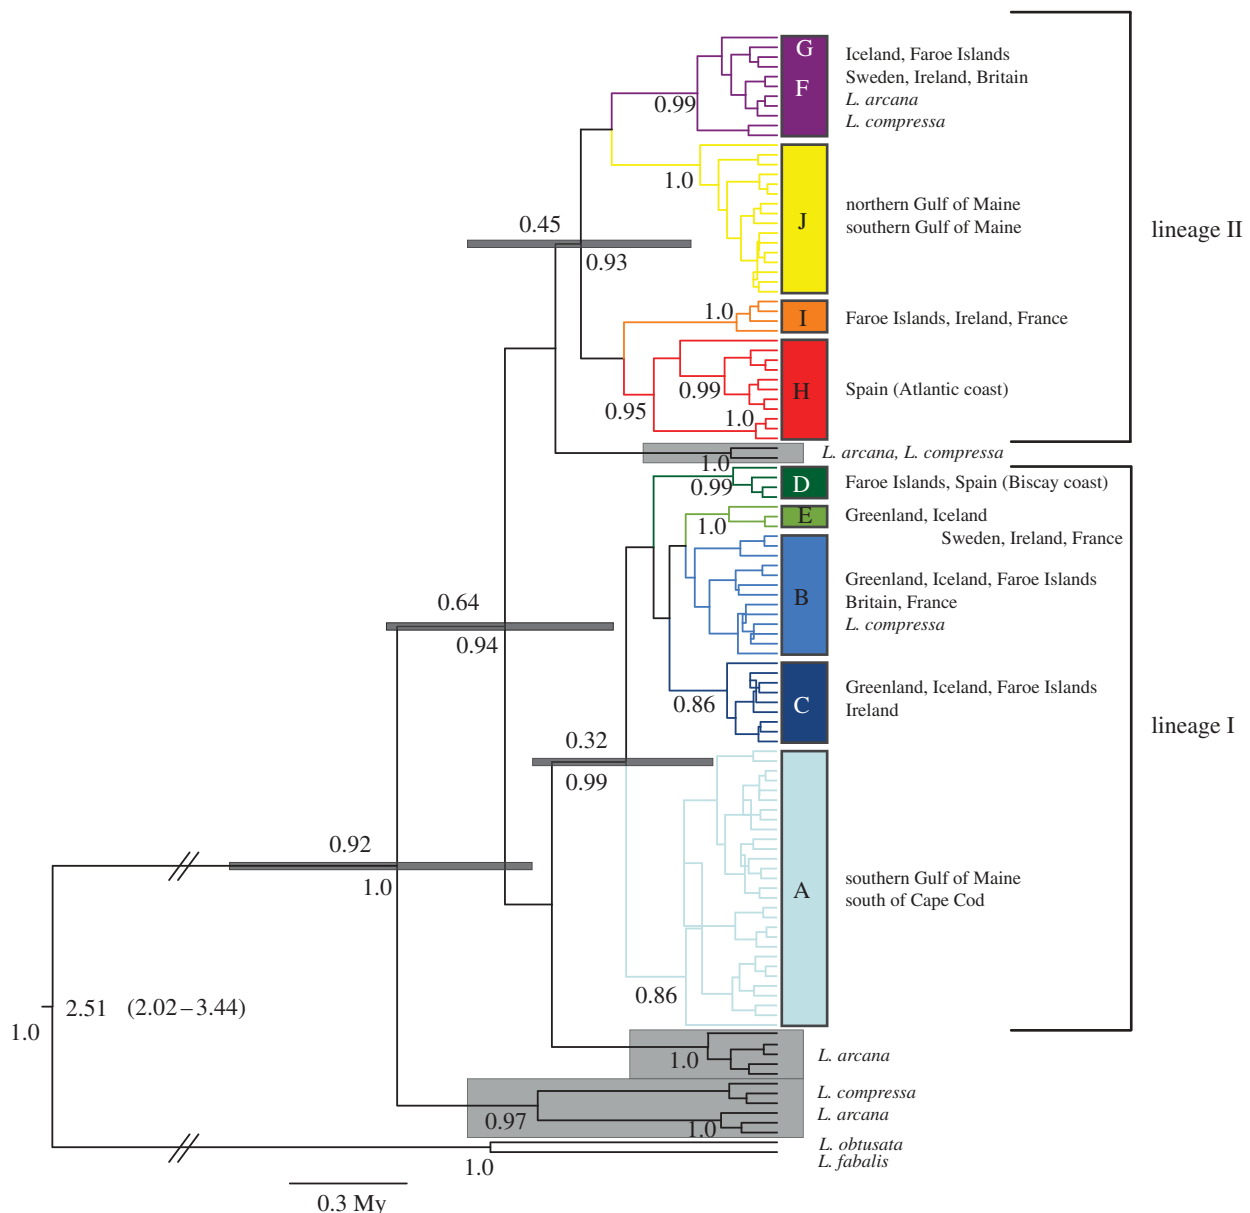 G
F
Iceland, Faroe Islands
Sweden, Ireland, Britain
L. arcana
L. compressa
0.99
1.0
J
northern Gulf of Maine
southern Gulf of Maine
lineage II
0.45
0.93
1.0
I
Faroe Islands, Ireland, France
0.99
0.95
1.0
H
Spain (Atlantic coast)
1.0
L. arcana, L. compressa
0.99
D
Faroe Islands, Spain (Biscay coast)
1.0
E
Greenland, Iceland
Sweden, Ireland, France
B
Greenland, Iceland, Faroe Islands
Britain, France
L. compressa
0.64
0.94
0.86
C
Greenland, Iceland, Faroe Islands
Ireland
lineage I
0.32
0.99
0.92
1.0
A
southern Gulf of Maine
south of Cape Cod
0.86
2.51 (2.02–3.44)
1.0
1.0
L. arcana
0.97
L. compressa
L. arcana
1.0
L. obtusata
L. fabalis
1.0
0.3 My